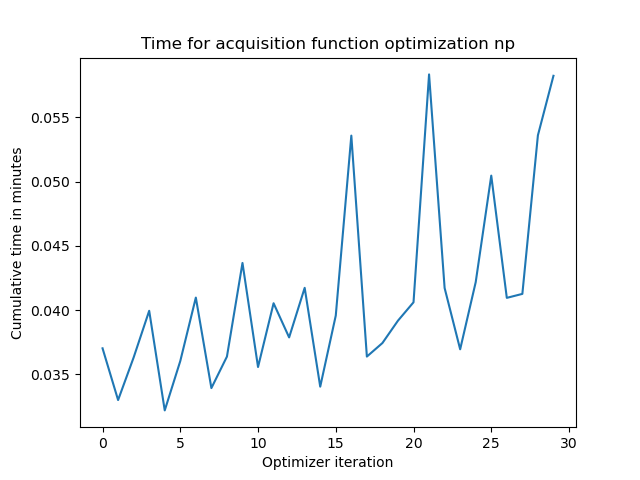 Time for acquisition function optimization np
Cumulative time in minutes
0.055
0.050
0.045
0.040
0.035
0 5 10 15 20 25 30
Optimizer iteration